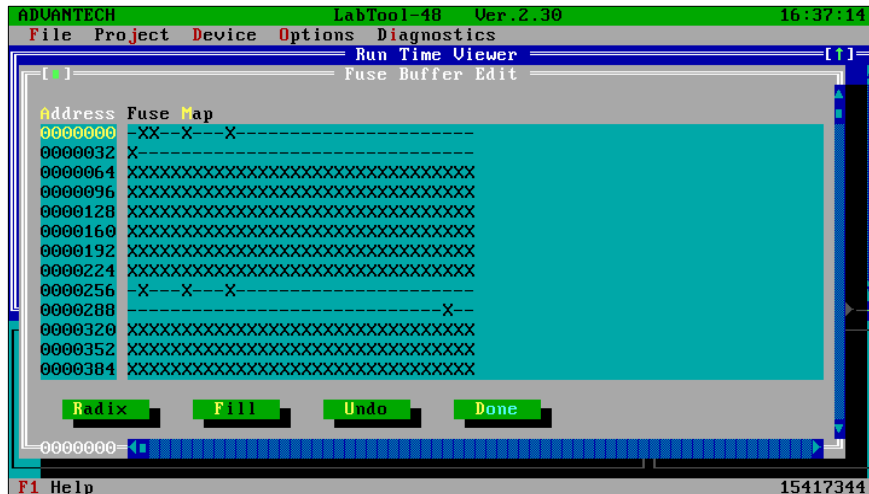 ADVANTECH LabTool-48 Ver.2.30 16:37:14
File Project Device Options Diagnostics
Run Time Viewer [↑]
[■] Fuse Buffer Edit
Address Fuse Map
0000000 -XX--X---X----------------------
0000032 X-------------------------------
0000064 XXXXXXXXXXXXXXXXXXXXXXXXXXXXXXXX
0000096 XXXXXXXXXXXXXXXXXXXXXXXXXXXXXXXX
0000128 XXXXXXXXXXXXXXXXXXXXXXXXXXXXXXXX
0000160 XXXXXXXXXXXXXXXXXXXXXXXXXXXXXXXX
0000192 XXXXXXXXXXXXXXXXXXXXXXXXXXXXXXXX
0000224 XXXXXXXXXXXXXXXXXXXXXXXXXXXXXXXX
0000256 -X---X---X----------------------
0000288 -----------------------------X--
0000320 XXXXXXXXXXXXXXXXXXXXXXXXXXXXXXXX
0000352 XXXXXXXXXXXXXXXXXXXXXXXXXXXXXXXX
0000384 XXXXXXXXXXXXXXXXXXXXXXXXXXXXXXXX
Radix Fill Undo Done
0000000
F1 Help 15417344